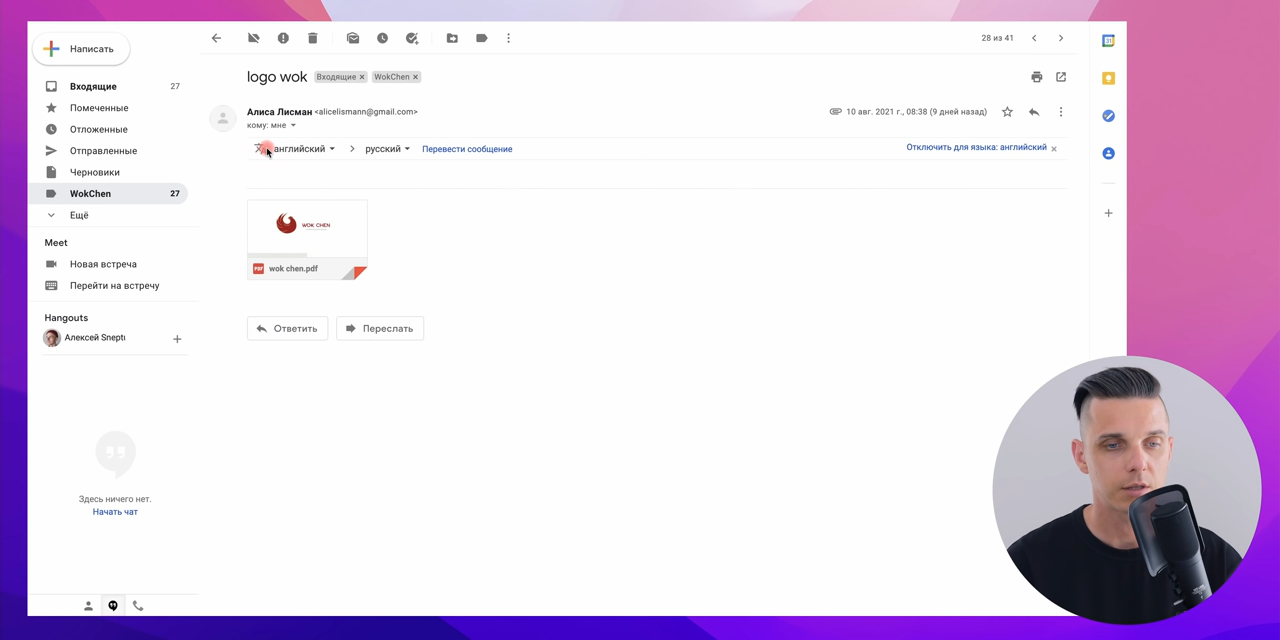 Написать
Входящие 27
Помеченные
Отложенные
Отправленные
Черновики
WokChen 27
Ещё
Meet
Новая встреча
Перейти на встречу
Hangouts
Алексей Snepti
Здесь ничего нет.
Начать чат
28 из 41
logo wok Входящие × WokChen ×
Алиса Лисман <alicelismann@gmail.com> 10 авг. 2021 г., 08:38 (9 дней назад)
кому: мне
английский > русский Перевести сообщение Отключить для языка: английский ×
WOK CHEN
PDF wok chen.pdf
Ответить Переслать
31